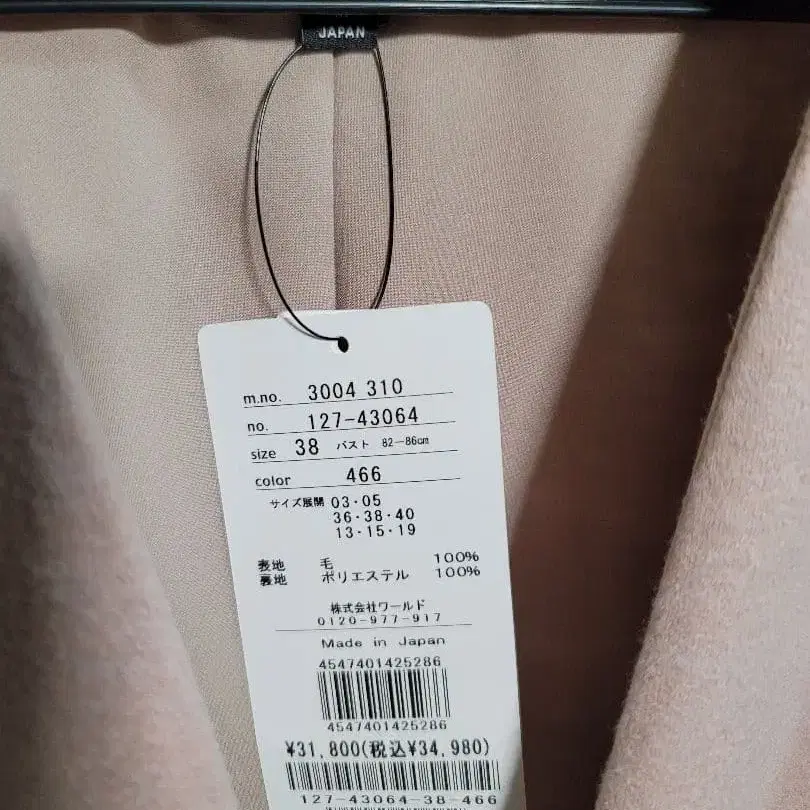 JAPAN
m.no. 3004 310
no. 127-43064
size 38 バスト 82-86cm
color 466
サイズ展開 03・05
36・38・40
13・15・19
表地 毛 100%
裏地 ポリエステル 100%
株式会社ワールド
0120-977-917
Made in Japan
4547401425286
4547401425286
¥31,800(税込¥34,980)
127-43064-38-466